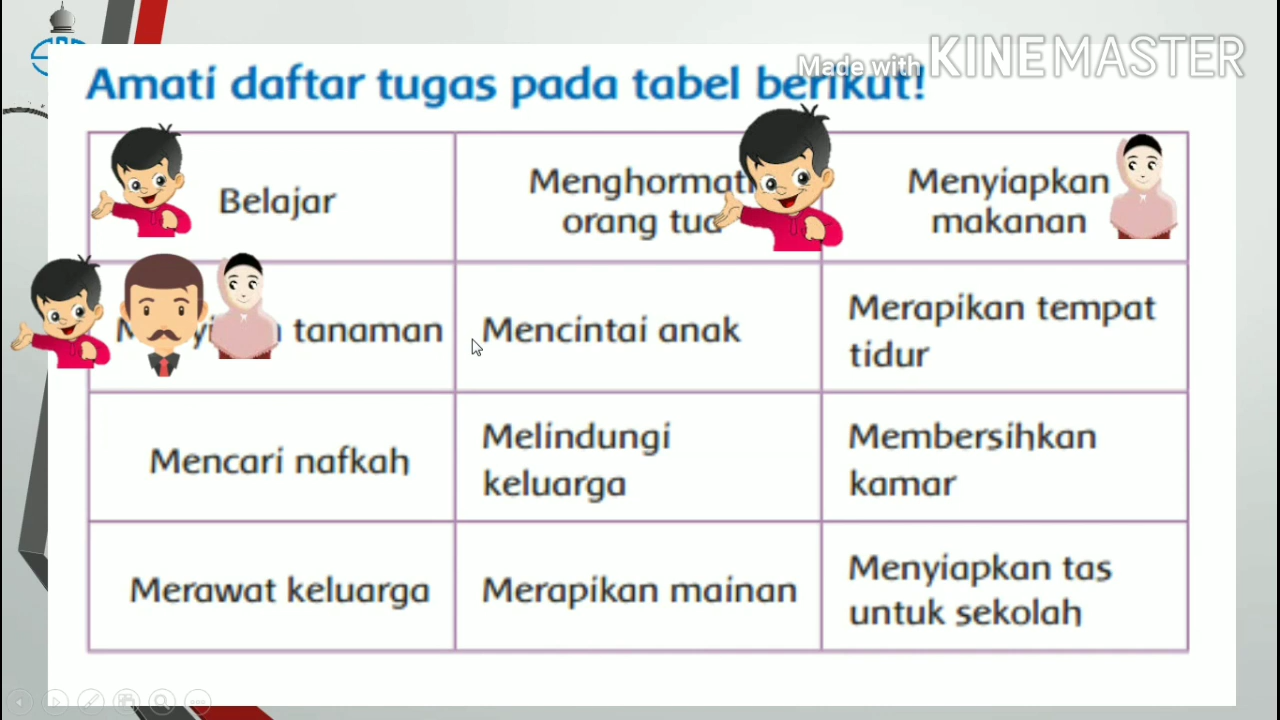 Made with KINEMASTER
Amati daftar tugas pada tabel berikut!
Belajar
Menghormati
orang tua
Menyiapkan
makanan
tanaman
Mencintai anak
Merapikan tempat
tidur
Mencari nafkah
Melindungi
keluarga
Membersihkan
kamar
Merawat keluarga
Merapikan mainan
Menyiapkan tas
untuk sekolah